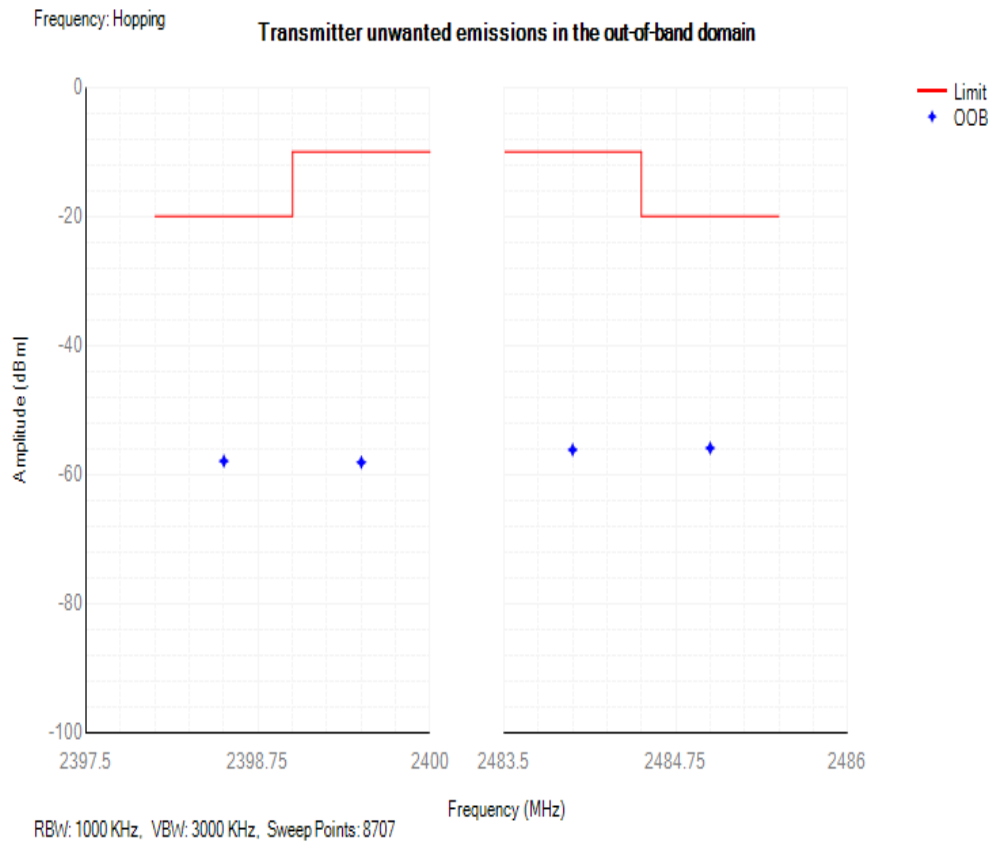 Frequency: Hopping
Transmitter unwanted emissions in the out-of-band domain
Limit
OOB
0
-20
-40
-60
-80
-100
Amplitude (dBm)
2397.5 2398.75 2400 2483.5 2484.75 2486
Frequency (MHz)
RBW: 1000 KHz, VBW: 3000 KHz, Sweep Points: 8707